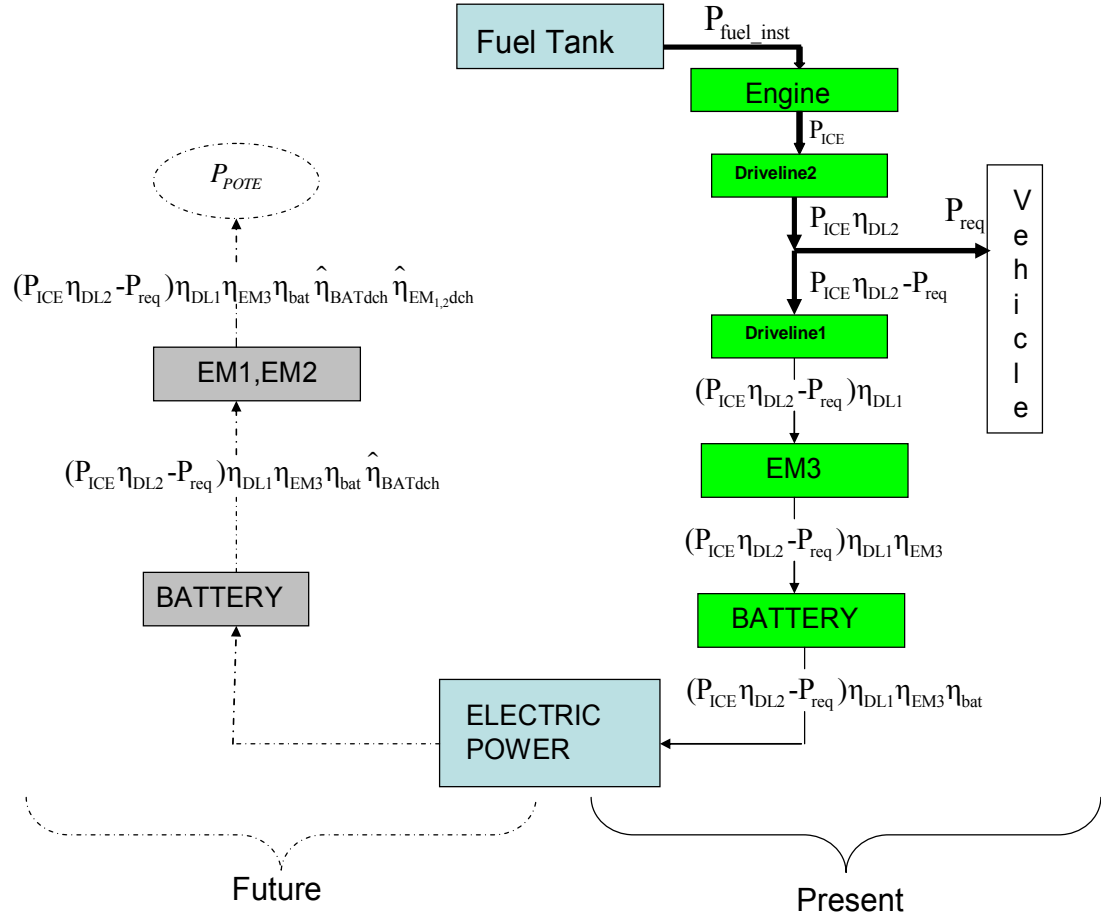 Fuel Tank
P_fuel_inst
Engine
P_ICE
Driveline2
P_ICE η_DL2
P_req
Vehicle
P_ICE η_DL2-P_req
Driveline1
(P_ICE η_DL2-P_req)η_DL1
EM3
(P_ICE η_DL2-P_req)η_DL1 η_EM3
BATTERY
(P_ICE η_DL2-P_req)η_DL1 η_EM3 η_bat
ELECTRIC
POWER
BATTERY
(P_ICE η_DL2-P_req)η_DL1 η_EM3 η_bat η̂_BATdch
EM1,EM2
(P_ICE η_DL2-P_req)η_DL1 η_EM3 η_bat η̂_BATdch η̂_EM1,2dch
P_POTE
Future
Present